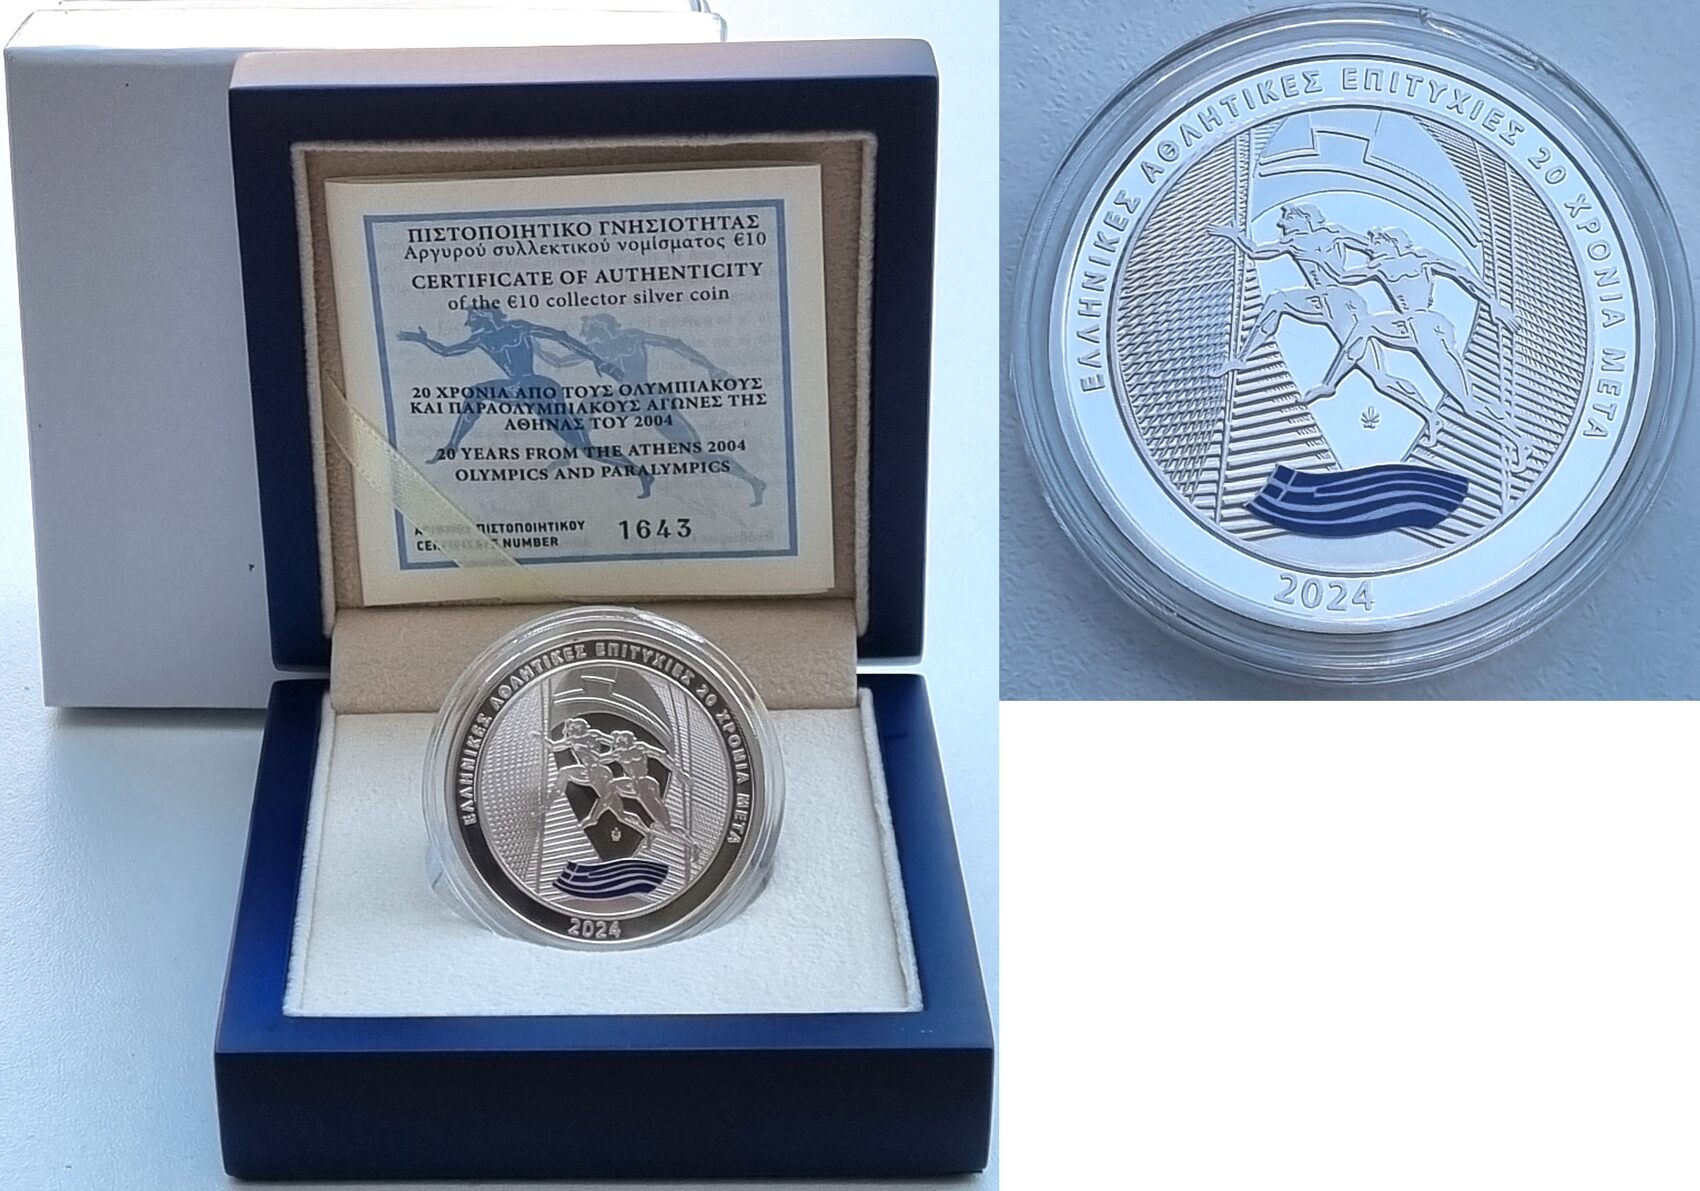 ΠΙΣΤΟΠΟΙΗΤΙΚΟ ΓΝΗΣΙΟΤΗΤΑΣ
Αργυρού συλλεκτικού νομίσματος €10
CERTIFICATE OF AUTHENTICITY
of the €10 collector silver coin
20 ΧΡΟΝΙΑ ΑΠΟ ΤΟΥΣ ΟΛΥΜΠΙΑΚΟΥΣ
ΚΑΙ ΠΑΡΑΟΛΥΜΠΙΑΚΟΥΣ ΑΓΩΝΕΣ ΤΗΣ
ΑΘΗΝΑΣ ΤΟΥ 2004
20 YEARS FROM THE ATHENS 2004
OLYMPICS AND PARALYMPICS
ΠΙΣΤΟΠΟΙΗΤΙΚΟΥ
CERTIFICATE NUMBER
1643
ΕΛΛΗΝΙΚΕΣ ΑΘΛΗΤΙΚΕΣ ΕΠΙΤΥΧΙΕΣ 20 ΧΡΟΝΙΑ ΜΕΤΑ
2024
ΕΛΛΗΝΙΚΕΣ ΑΘΛΗΤΙΚΕΣ ΕΠΙΤΥΧΙΕΣ 20 ΧΡΟΝΙΑ ΜΕΤΑ
2024